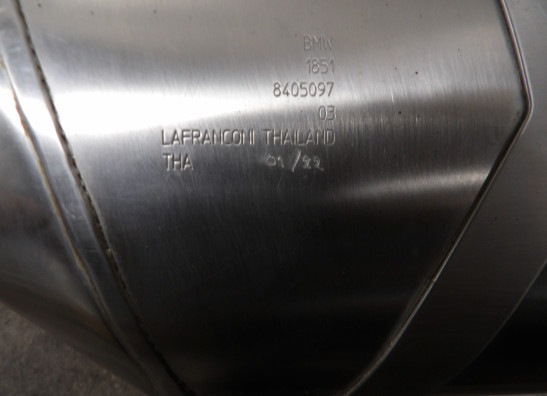 BMW
1851
8405097
03
LAFRANCONI THAILAND
THA 01/22